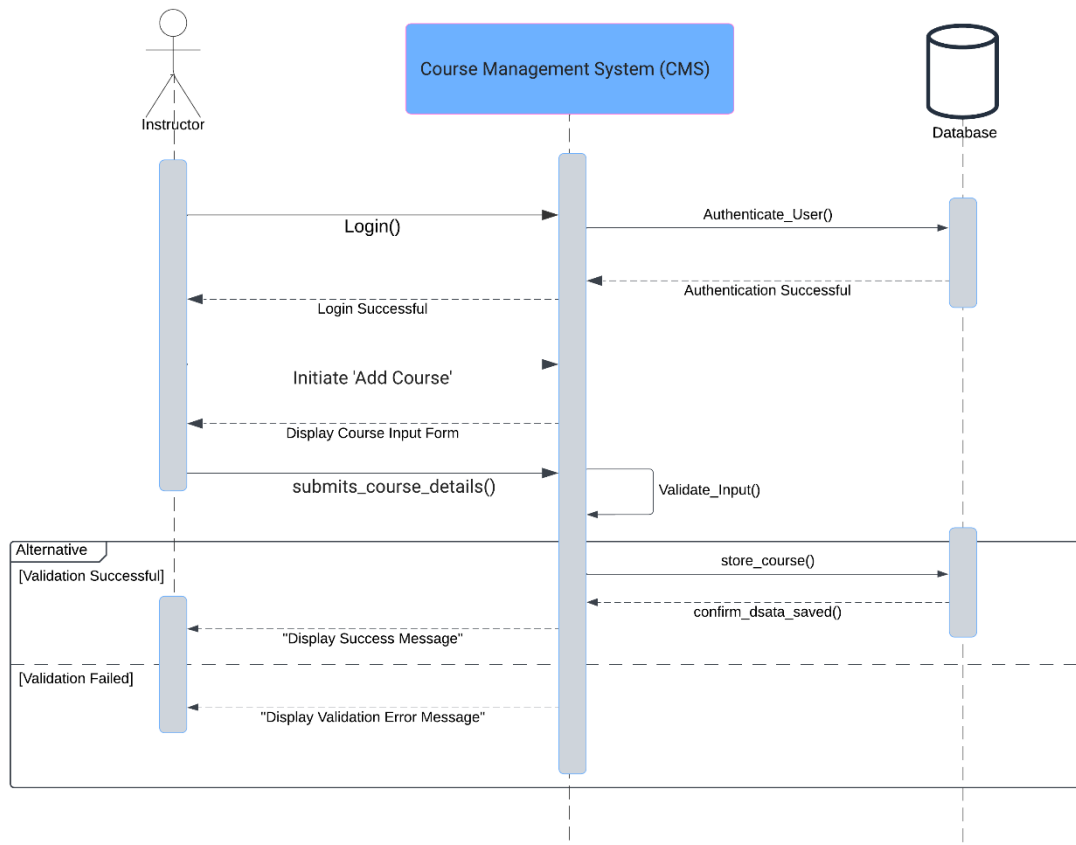 Course Management System (CMS)
Instructor
Database
Login()
Authenticate_User()
Authentication Successful
Login Successful
Initiate 'Add Course'
Display Course Input Form
submits_course_details()
Validate_Input()
Alternative
[Validation Successful]
store_course()
confirm_dsata_saved()
"Display Success Message"
[Validation Failed]
"Display Validation Error Message"